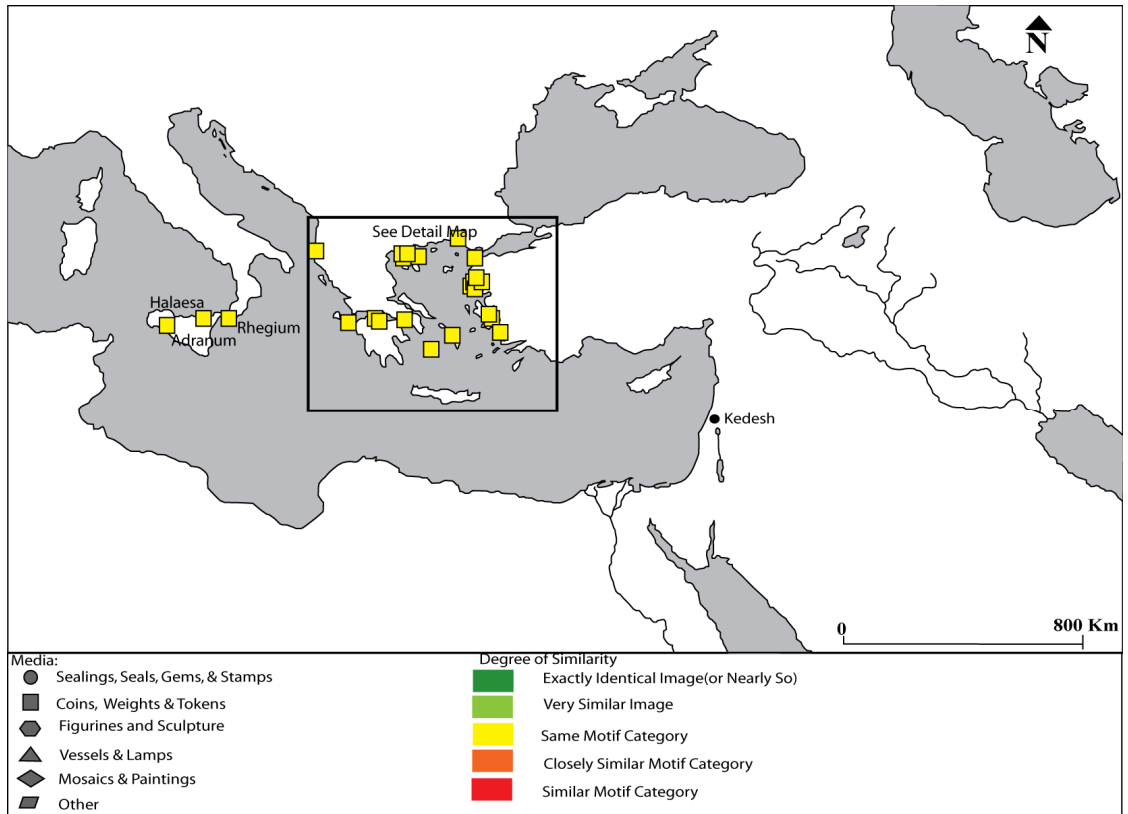 N
See Detail Map
Halaesa
Rhegium
Adranum
Kedesh
0
800 Km
Media:
Sealings, Seals, Gems, & Stamps
Coins, Weights & Tokens
Figurines and Sculpture
Vessels & Lamps
Mosaics & Paintings
Other
Degree of Similarity
Exactly Identical Image(or Nearly So)
Very Similar Image
Same Motif Category
Closely Similar Motif Category
Similar Motif Category